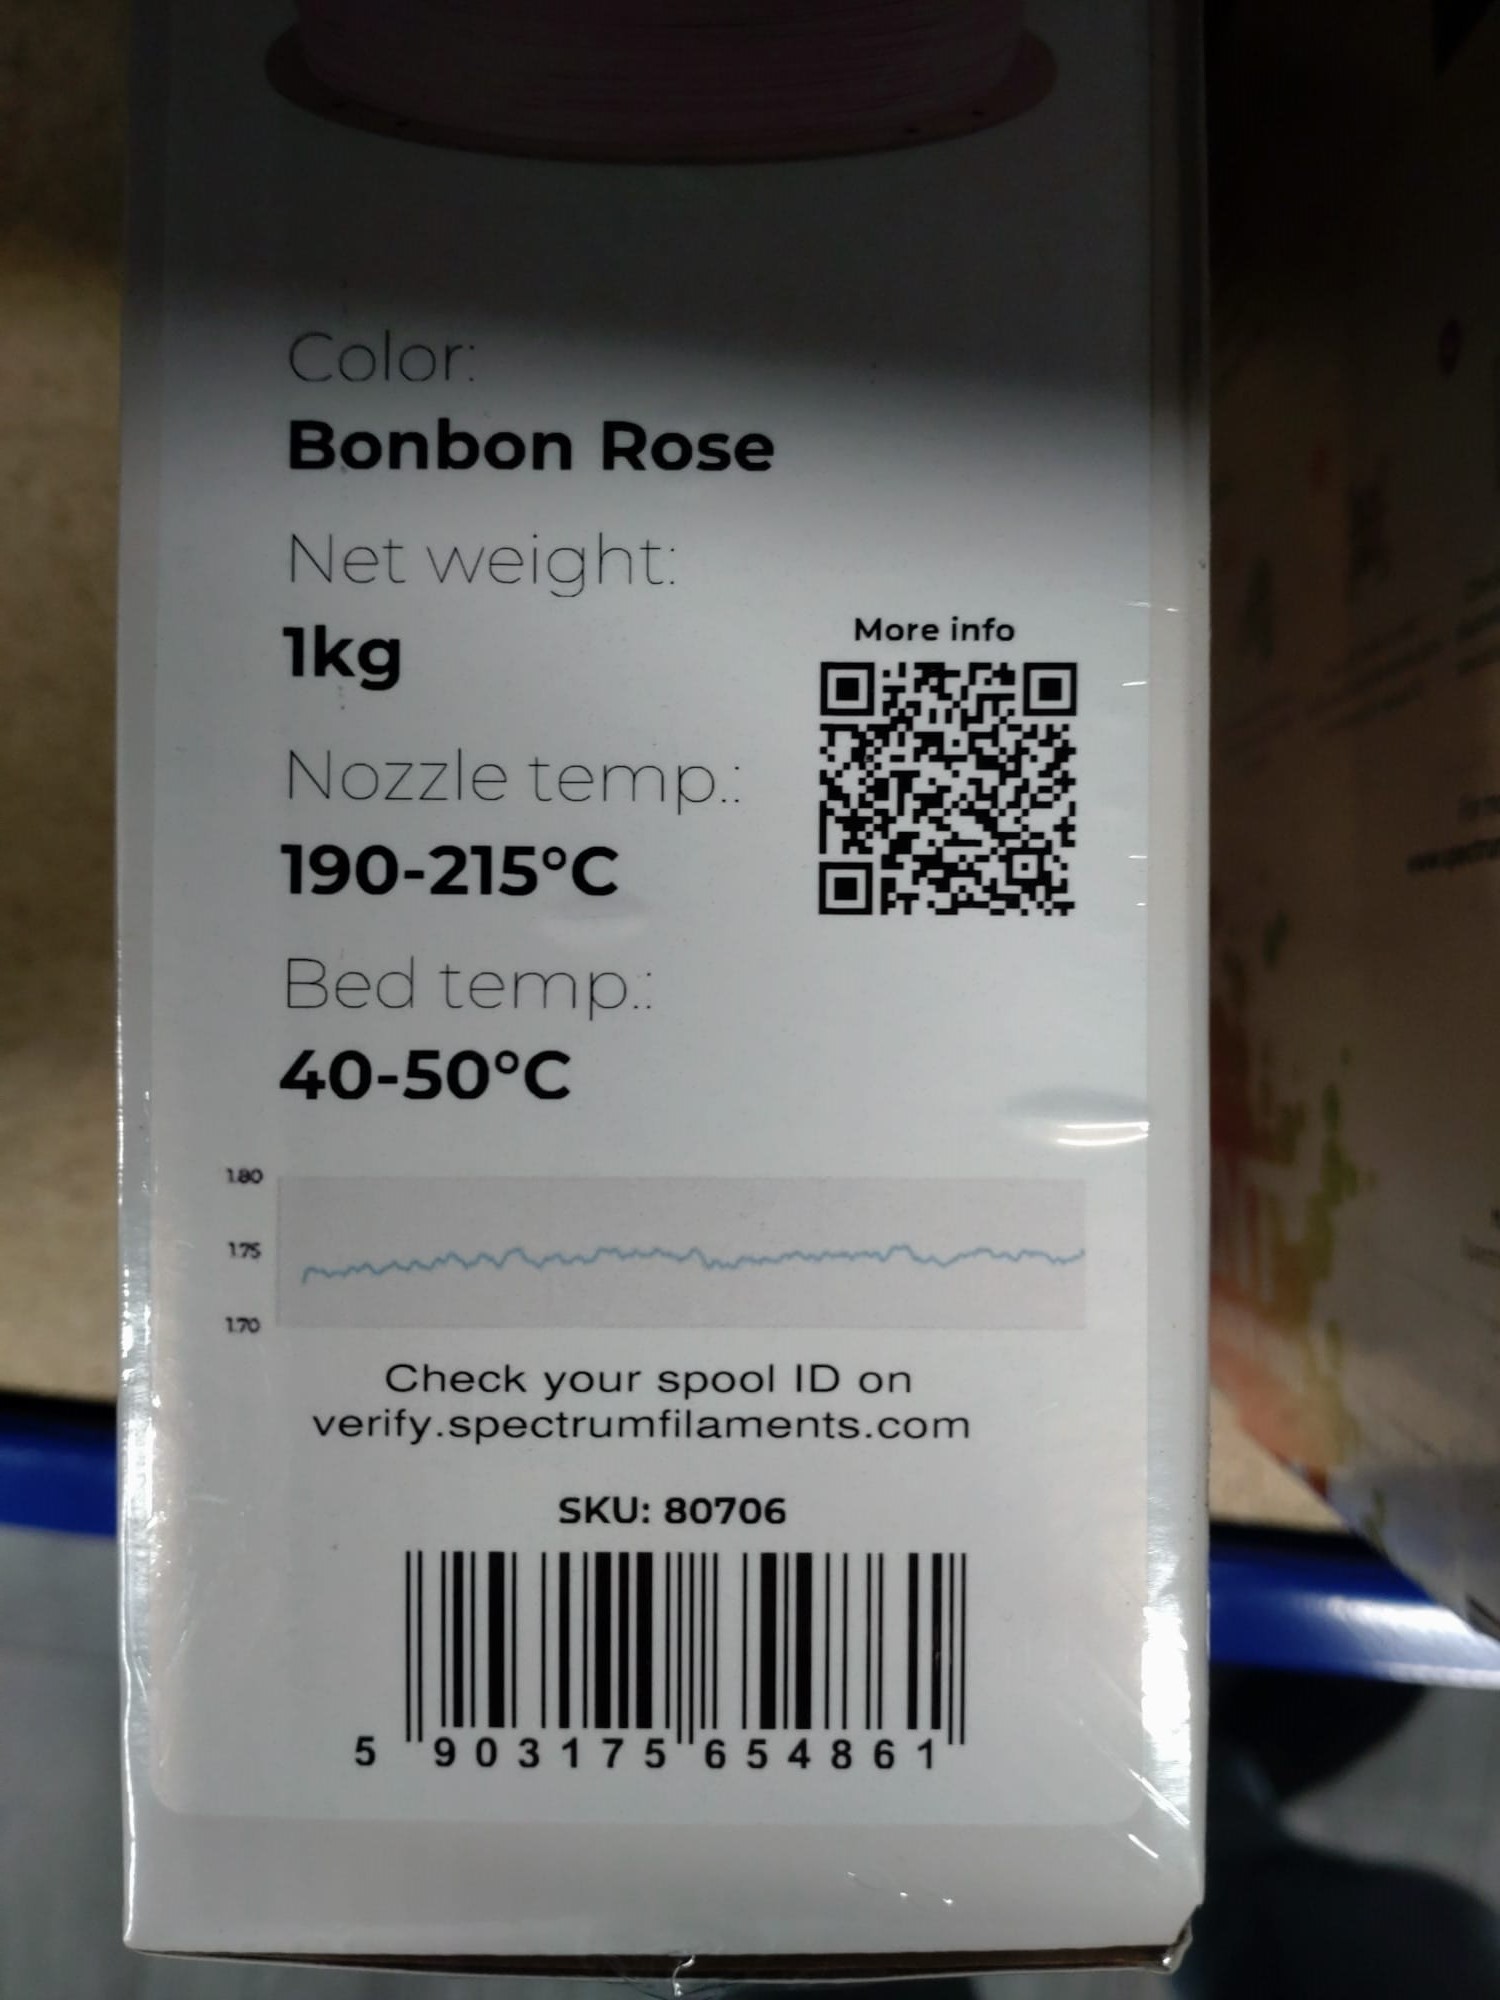 Color:
Bonbon Rose
Net weight:
1kg
More info
Nozzle temp.:
190-215°C
Bed temp.:
40-50°C
1.80
1.75
1.70
Check your spool ID on
verify.spectrumfilaments.com
SKU: 80706
5 903175 654861